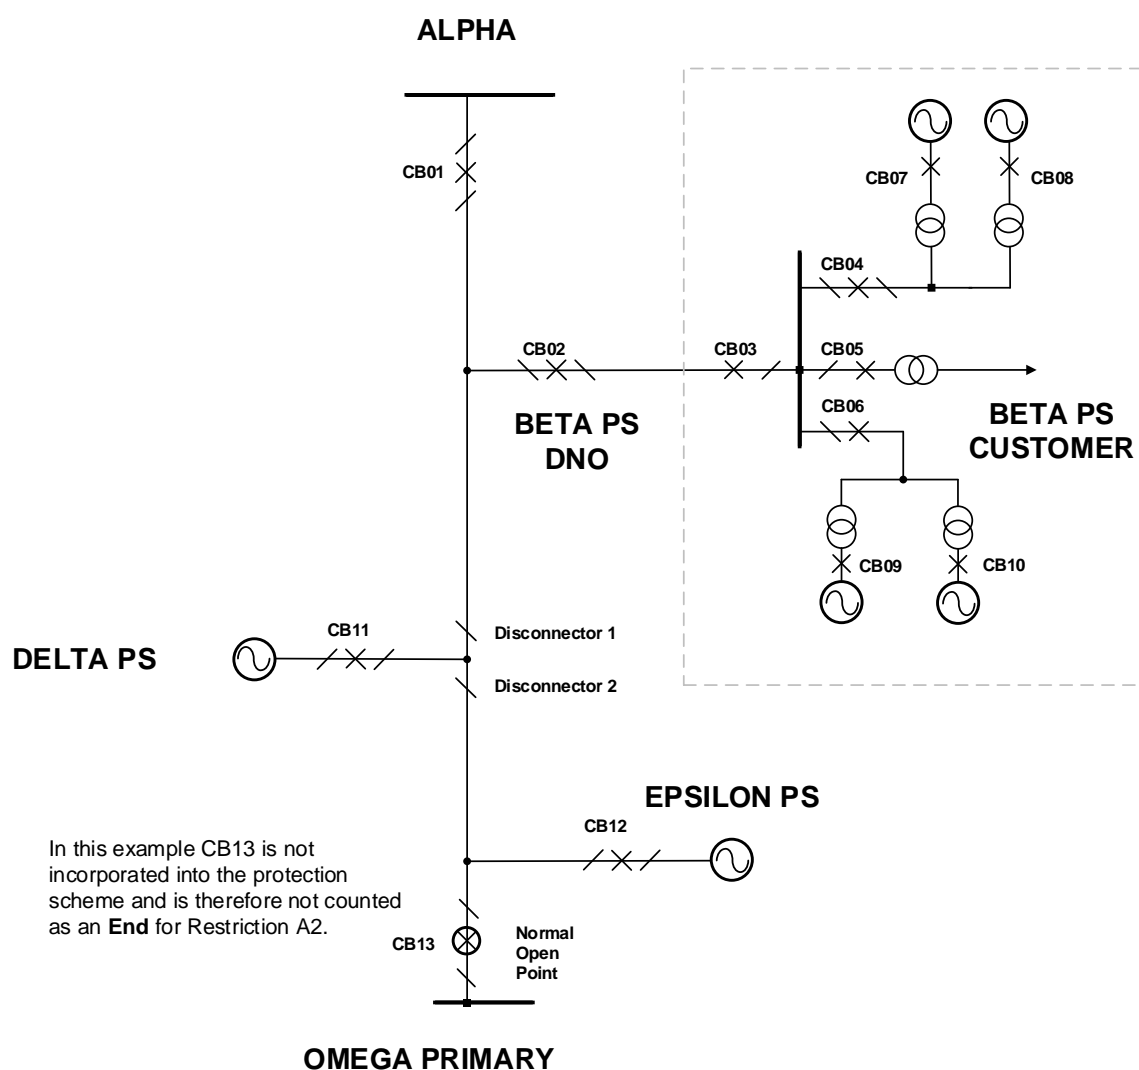 ALPHA
CB01
CB07
CB08
CB04
CB02
CB03
CB05
CB06
BETA PS
DNO
BETA PS
CUSTOMER
CB09
CB10
CB11
Disconnector 1
DELTA PS
Disconnector 2
EPSILON PS
CB12
In this example CB13 is not
incorporated into the protection
scheme and is therefore not counted
as an End for Restriction A2.
CB13
Normal
Open
Point
OMEGA PRIMARY